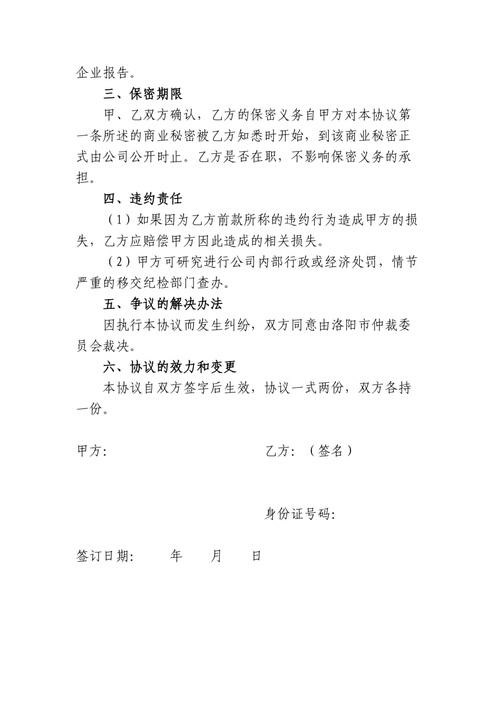 企业报告。
三、保密期限
甲、乙双方确认，乙方的保密义务自甲方对本协议第
一条所述的商业秘密被乙方知悉时开始，到该商业秘密正
式由公司公开时止。乙方是否在职，不影响保密义务的承
担。
四、违约责任
（1）如果因为乙方前款所称的违约行为造成甲方的损
失，乙方应赔偿甲方因此造成的相关损失。
（2）甲方可研究进行公司内部行政或经济处罚，情节
严重的移交纪检部门查办。
五、争议的解决办法
因执行本协议而发生纠纷，双方同意由洛阳市仲裁委
员会裁决。
六、协议的效力和变更
本协议自双方签字后生效，协议一式两份，双方各持
一份。
甲方： 乙方：（签名）
身份证号码：
签订日期： 年 月 日